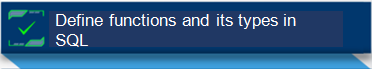 Define functions and its types in
SQL